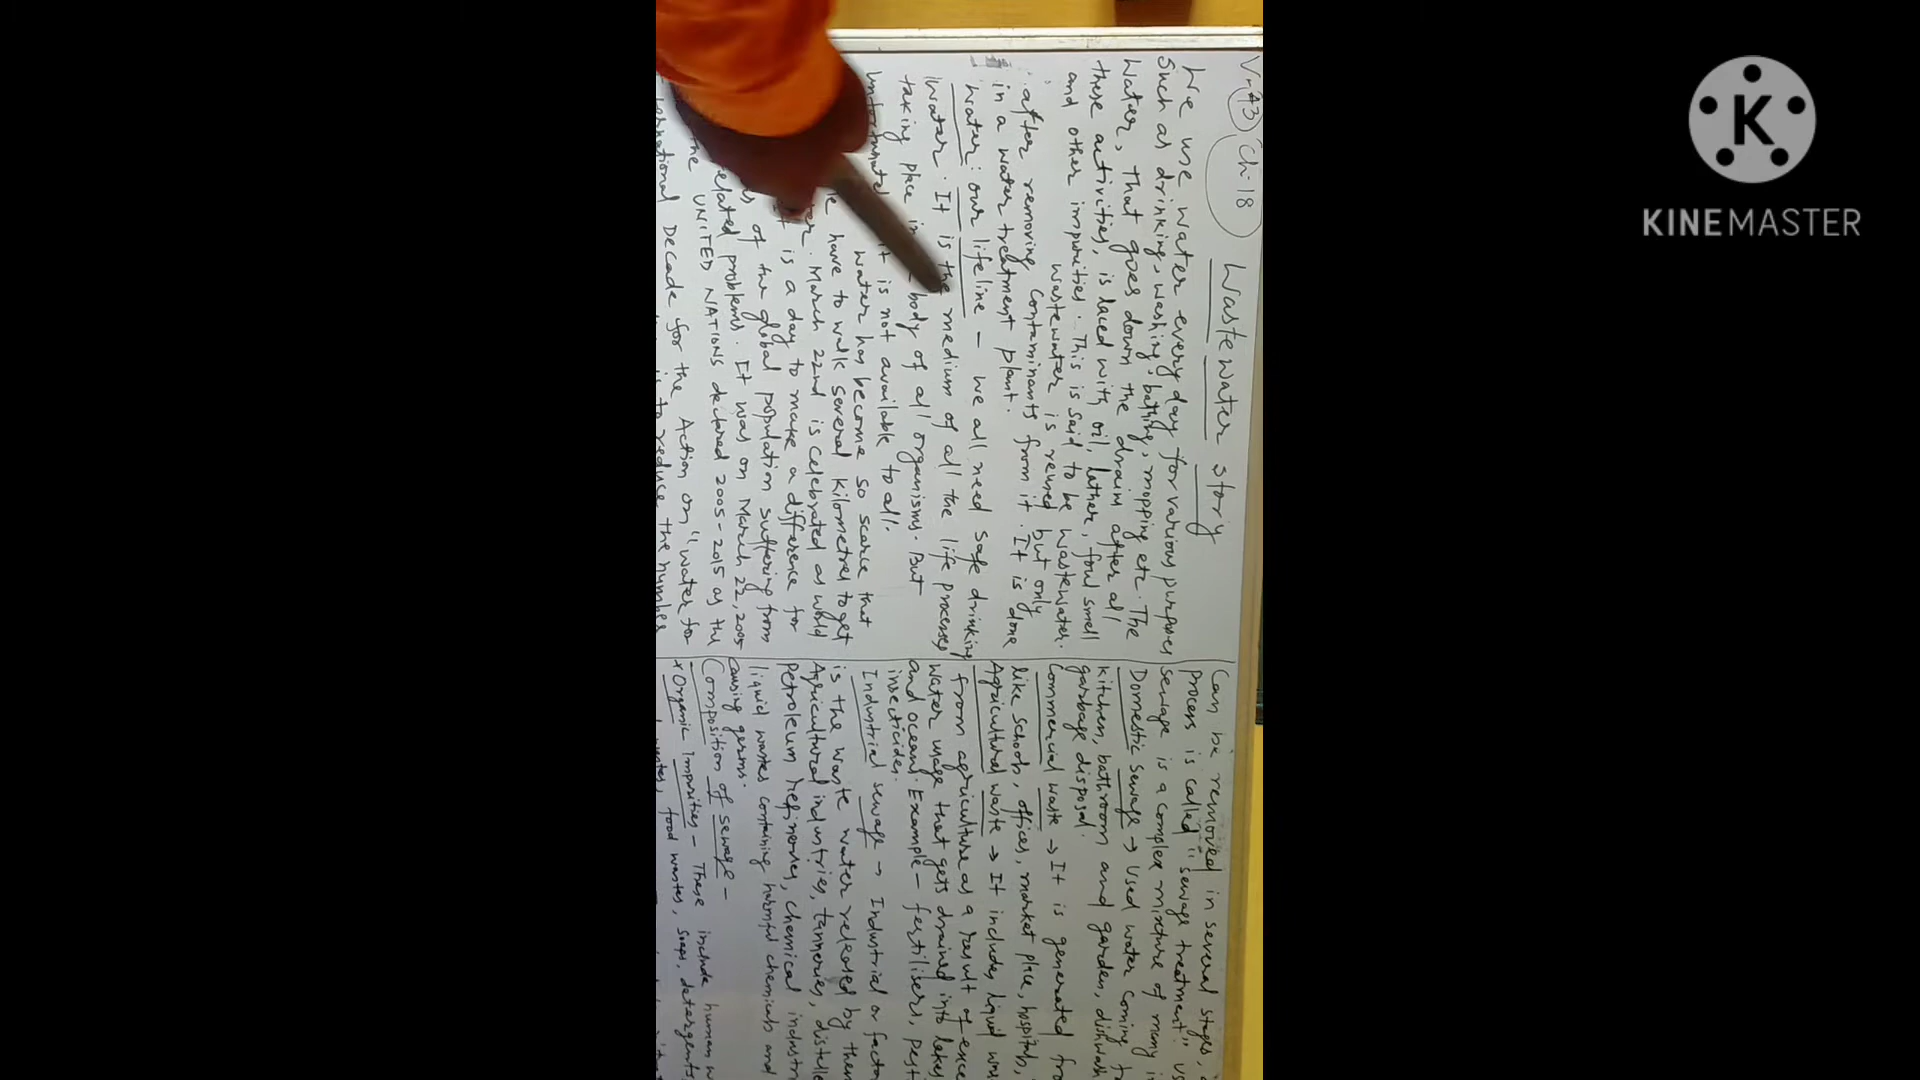 V-43 Ch-18 Wastewater story
We use water every day for various purposes
Such as drinking, washing, bathing, mopping etc. The
Water, that goes down the drain after all
these activities, is laced with oil, lather, foul smell
and other impurities. This is said to be wastewater.
wastewater is reused but only
after removing contaminants from it. It is done
in a water treatment plant.
Water: our lifeline - we all need safe drinking
water. It is the medium of all the life processes
taking place in body of all organisms. But
it is not available to all.
water has become so scarce that
have to walk several kilometres to get
March 22nd is celebrated as world
is a day to make a difference for
of the global population suffering from
related problems. It was on March 22, 2005
the UNITED NATIONS declared 2005-2015 as the
Decade for the Action on "water for
to reduce the number
Can be removed in several stages,
process is called "sewage treatment"
sewage is a complex mixture of many
Domestic sewage → Used water coming
kitchen, bathroom and garden, dishwash
garbage disposal.
Commercial waste → It is generated
like schools, offices, market place, hospitals,
Agricultural waste → It includes liquid
from agriculture as a result of
water usage that gets drained into lakes
and oceans. Example - fertilisers,
insecticides.
Industrial sewage → Industrial or
is the waste water released by
Agricultural industries, tanneries,
Petroleum refineries, chemical
liquid wastes containing harmful chemicals and
causing germs.
Composition of sewage -
* Organic Impurities - These include human
food wastes, soaps, detergents
KINEMASTER